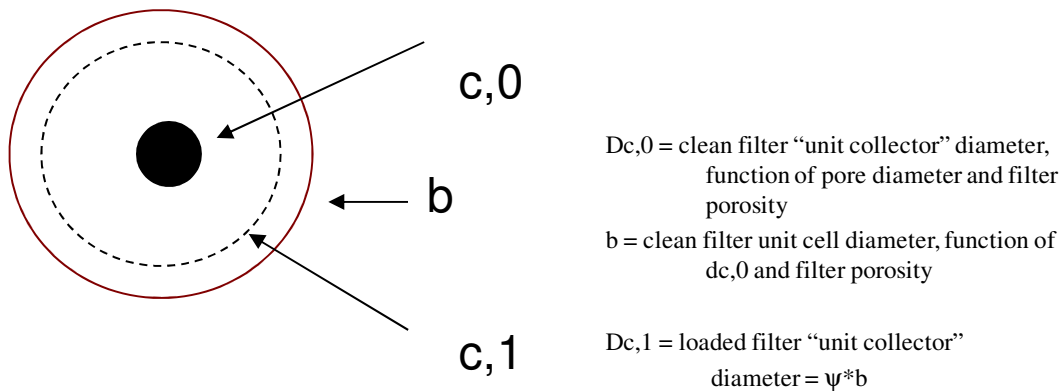 c,0
b
c,1
Dc,0 = clean filter “unit collector” diameter,
function of pore diameter and filter
porosity
b = clean filter unit cell diameter, function of
dc,0 and filter porosity
Dc,1 = loaded filter “unit collector”
diameter = ψ*b